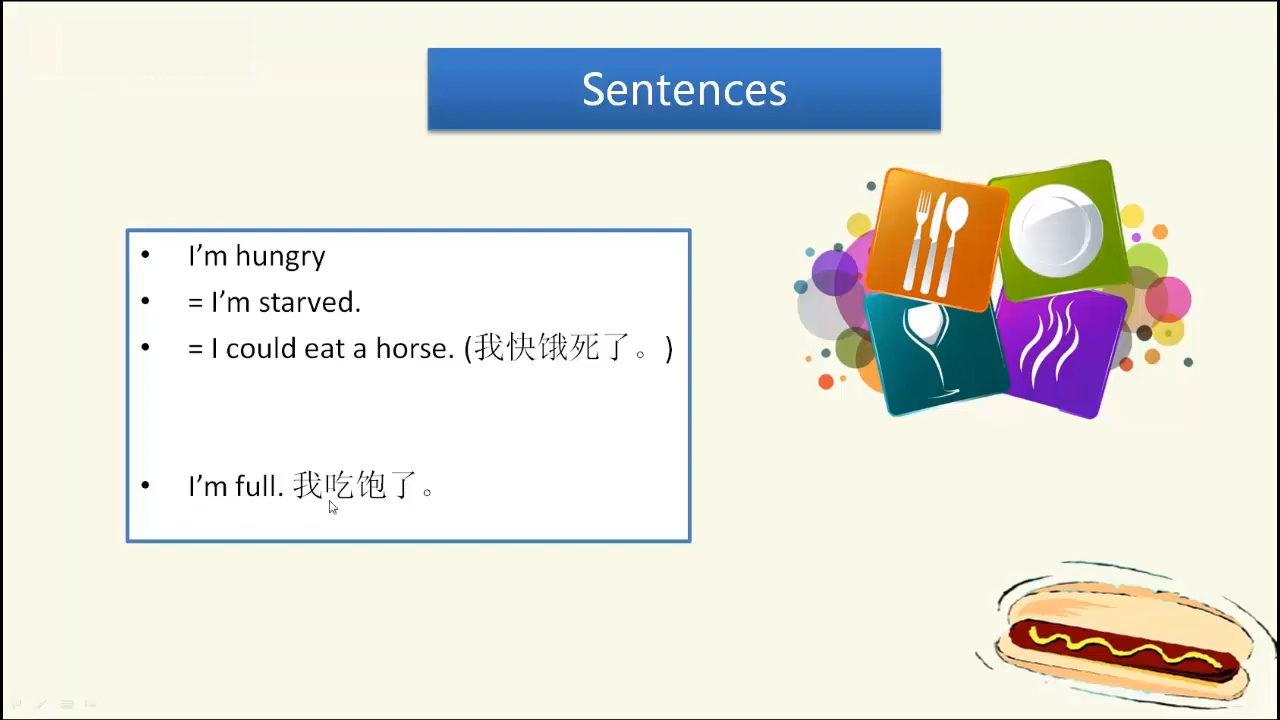 Sentences
• I'm hungry
• = I'm starved.
• = I could eat a horse. (我快饿死了。)
• I'm full. 我吃饱了。